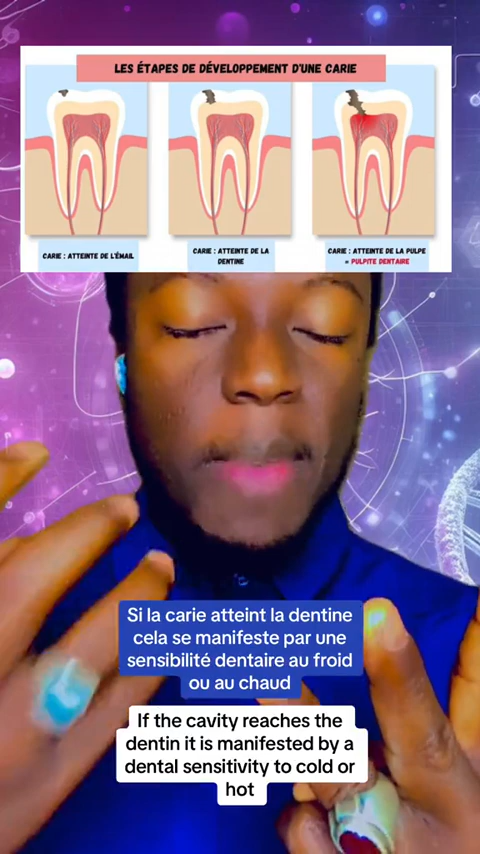 LES ÉTAPES DE DÉVELOPPEMENT D'UNE CARIE
CARIE : ATTEINTE DE L'ÉMAIL
CARIE : ATTEINTE DE LA
DENTINE
CARIE : ATTEINTE DE LA PULPE
= PULPITE DENTAIRE
Si la carie atteint la dentine
cela se manifeste par une
sensibilité dentaire au froid
ou au chaud
If the cavity reaches the
dentin it is manifested by a
dental sensitivity to cold or
hot